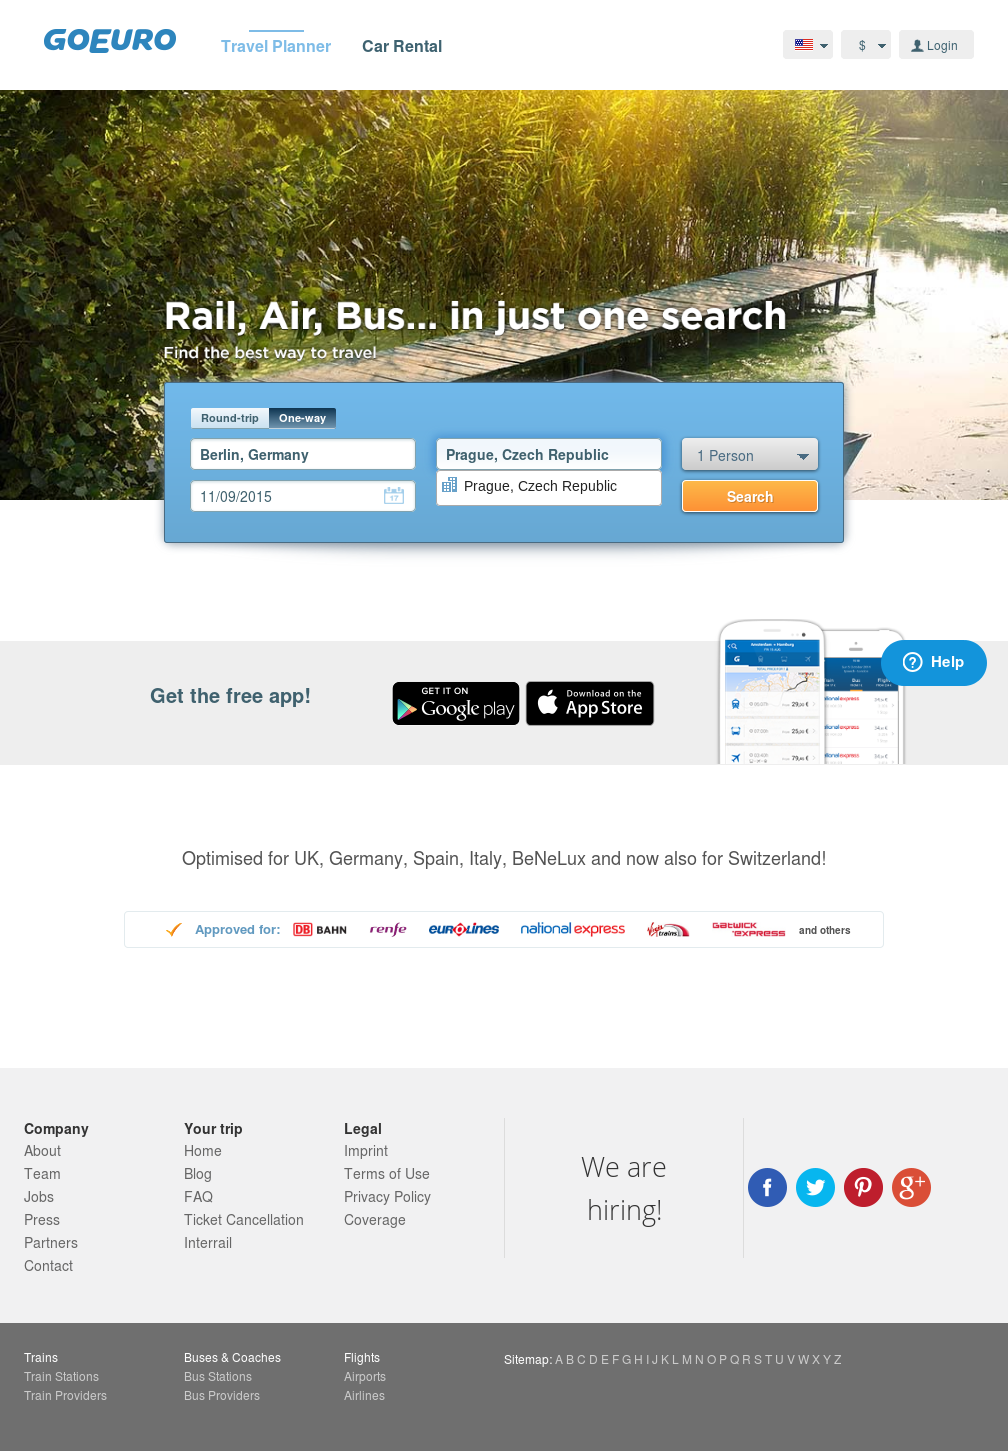 GOEURO
Travel Planner
Car Rental
$
Login
Rail, Air, Bus... in just one search
Find the best way to travel
Round-trip
One-way
Berlin, Germany
Prague, Czech Republic
1 Person
11/09/2015
17
Prague, Czech Republic
Search
Get the free app!
GET IT ON
Google play
Download on the
App Store
Help
Optimised for UK, Germany, Spain, Italy, BeNeLux and now also for Switzerland!
Approved for:
DB BAHN
renfe
eurolines
national express
Virgin trains
Gatwick express
and others
Company
About
Team
Jobs
Press
Partners
Contact
Your trip
Home
Blog
FAQ
Ticket Cancellation
Interrail
Legal
Imprint
Terms of Use
Privacy Policy
Coverage
We are
hiring!
f
g+
Trains
Train Stations
Train Providers
Buses & Coaches
Bus Stations
Bus Providers
Flights
Airports
Airlines
Sitemap: A B C D E F G H I J K L M N O P Q R S T U V W X Y Z